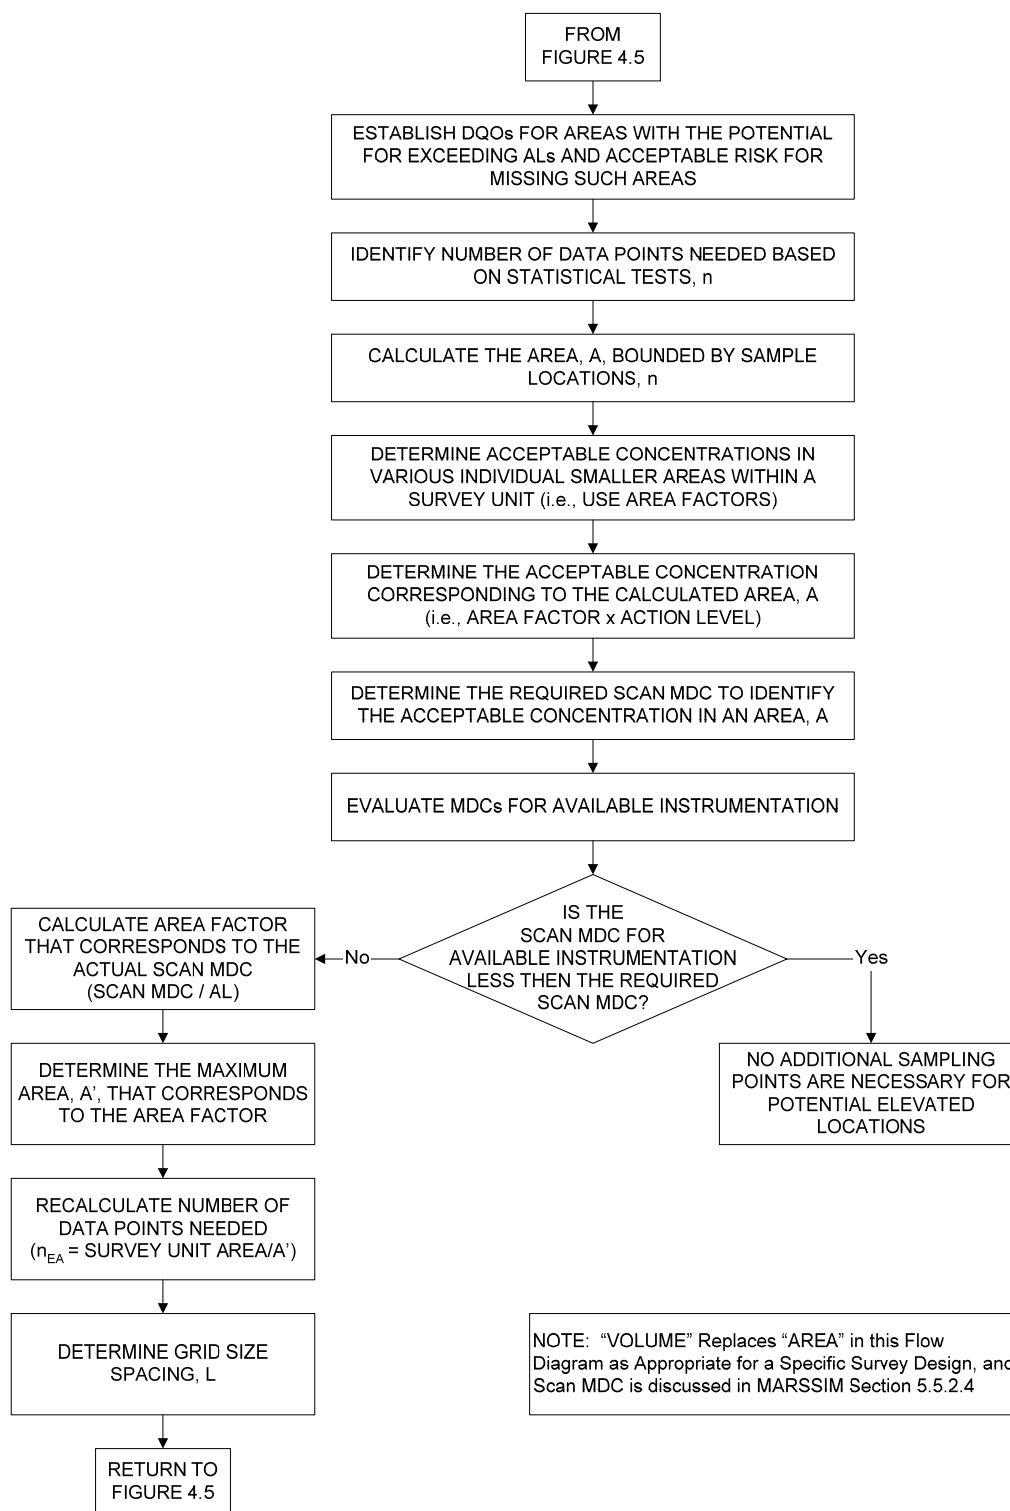 FROM
FIGURE 4.5
ESTABLISH DQOs FOR AREAS WITH THE POTENTIAL
FOR EXCEEDING ALs AND ACCEPTABLE RISK FOR
MISSING SUCH AREAS
IDENTIFY NUMBER OF DATA POINTS NEEDED BASED
ON STATISTICAL TESTS, n
CALCULATE THE AREA, A, BOUNDED BY SAMPLE
LOCATIONS, n
DETERMINE ACCEPTABLE CONCENTRATIONS IN
VARIOUS INDIVIDUAL SMALLER AREAS WITHIN A
SURVEY UNIT (i.e., USE AREA FACTORS)
DETERMINE THE ACCEPTABLE CONCENTRATION
CORRESPONDING TO THE CALCULATED AREA, A
(i.e., AREA FACTOR x ACTION LEVEL)
DETERMINE THE REQUIRED SCAN MDC TO IDENTIFY
THE ACCEPTABLE CONCENTRATION IN AN AREA, A
EVALUATE MDCs FOR AVAILABLE INSTRUMENTATION
IS THE
SCAN MDC FOR
AVAILABLE INSTRUMENTATION
LESS THEN THE REQUIRED
SCAN MDC?
No
Yes
CALCULATE AREA FACTOR
THAT CORRESPONDS TO THE
ACTUAL SCAN MDC
(SCAN MDC / AL)
NO ADDITIONAL SAMPLING
POINTS ARE NECESSARY FOR
POTENTIAL ELEVATED
LOCATIONS
DETERMINE THE MAXIMUM
AREA, A’, THAT CORRESPONDS
TO THE AREA FACTOR
RECALCULATE NUMBER OF
DATA POINTS NEEDED
(nEA = SURVEY UNIT AREA/A’)
DETERMINE GRID SIZE
SPACING, L
RETURN TO
FIGURE 4.5
NOTE: “VOLUME” Replaces “AREA” in this Flow
Diagram as Appropriate for a Specific Survey Design, and
Scan MDC is discussed in MARSSIM Section 5.5.2.4